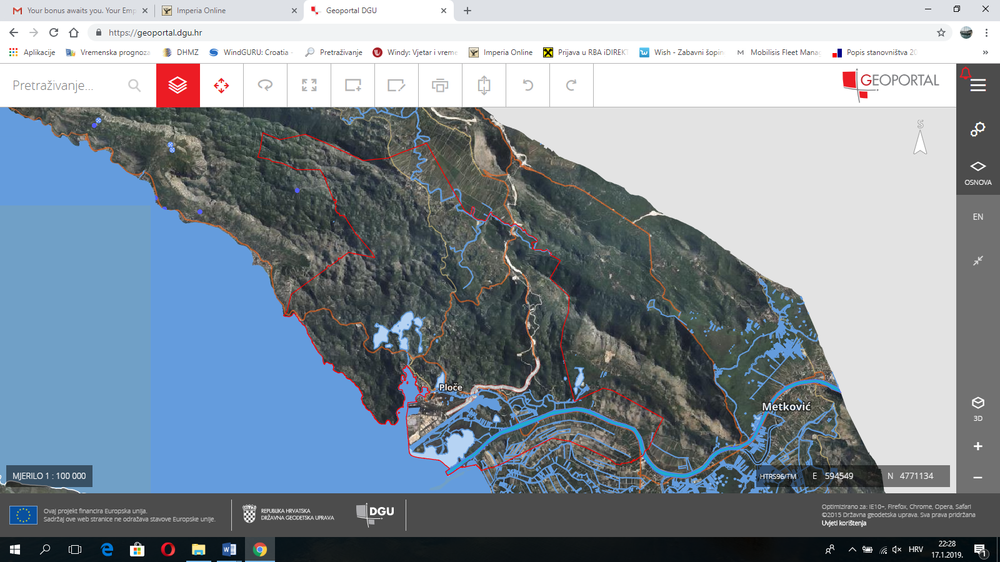 Your bonus awaits you. Your Emp
Imperia Online
Geoportal DGU
https://geoportal.dgu.hr
Aplikacije
Vremenska prognoza
DHMZ
WindGURU: Croatia -
Pretraživanje
Windy: Vjetar i vreme
Imperia Online
Prijava u RBA iDIREKT
Wish - Zabavni šopin
Mobilisis Fleet Manag
Popis stanovništva 20
»
Pretraživanje...
GEOPORTAL
S
OSNOVA
EN
Ploče
Metković
3D
MJERILO 1 : 100 000
HTRS96/TM E 594549 N 4771134
Ovaj projekt financira Europska unija.
Sadržaj ove web stranice ne odražava stavove Europske unije.
REPUBLIKA HRVATSKA
DRŽAVNA GEODETSKA UPRAVA
DGU
Optimizirano za: IE10+, Firefox, Chrome, Opera, Safari
©2015 Državna geodetska uprava. Sva prava pridržana
Uvjeti korištenja
HRV
22:28
17.1.2019.
1